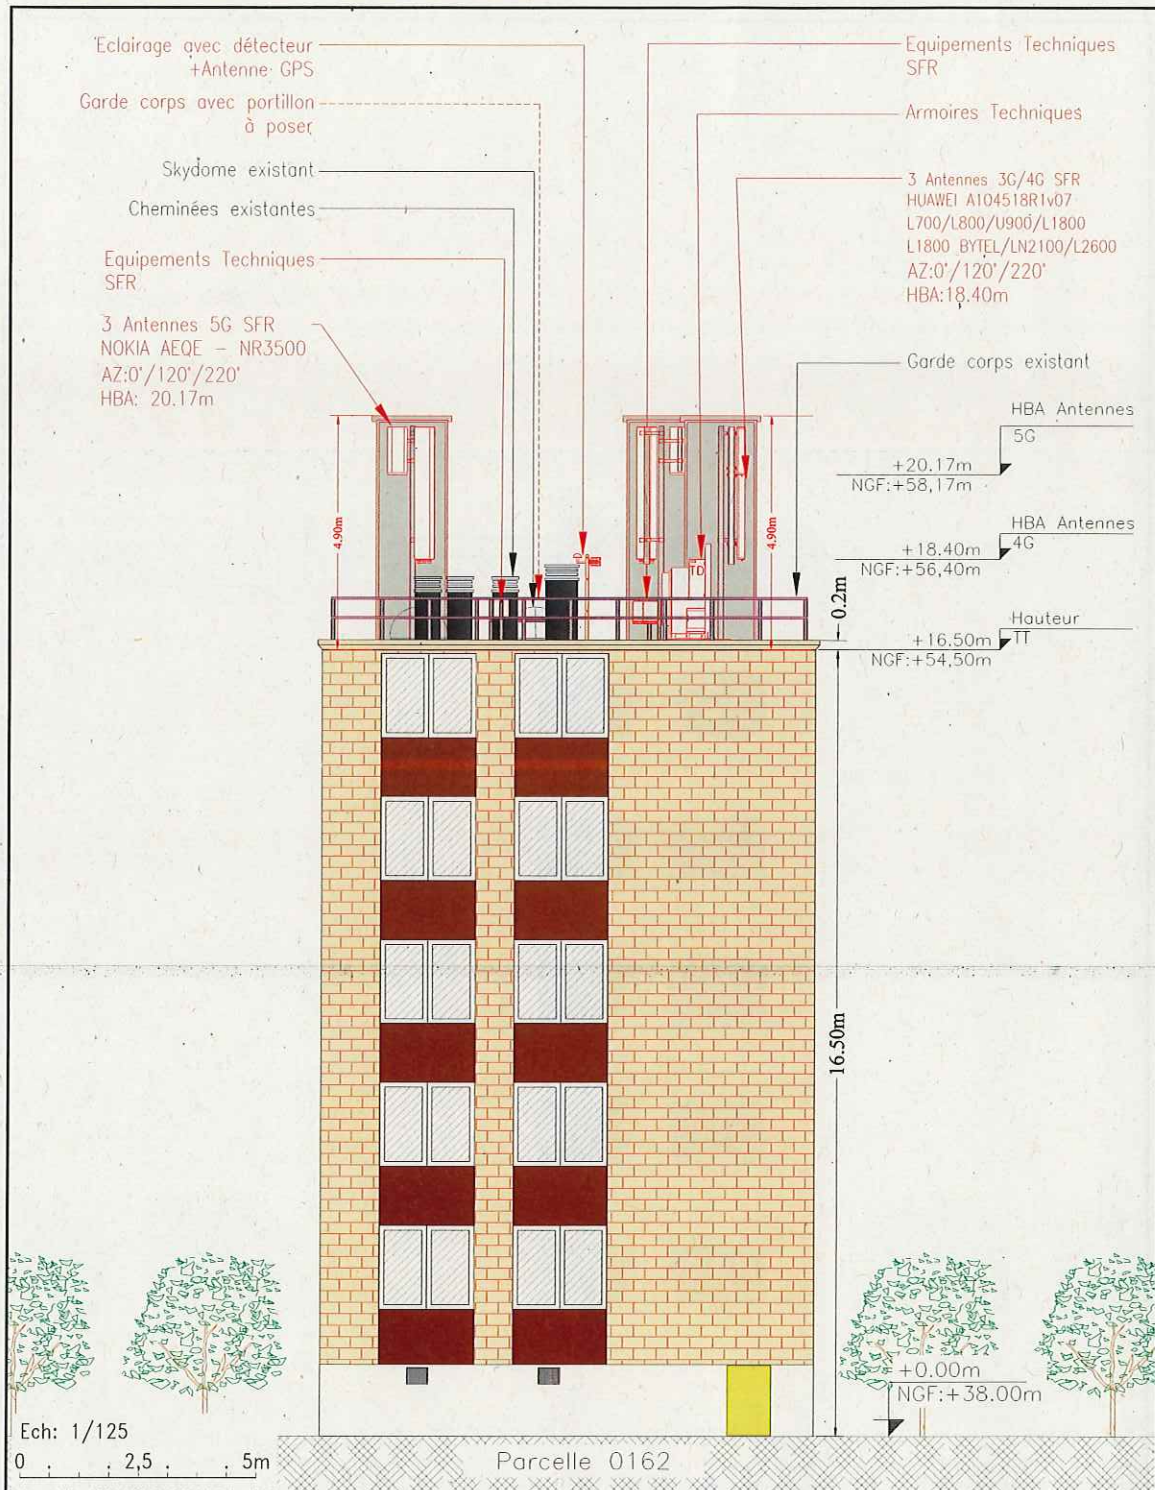 Eclairage avec détecteur
+Antenne GPS
Garde corps avec portillon
à poser
Skydome existant
Cheminées existantes
Equipements Techniques
SFR
3 Antennes 5G SFR
NOKIA AEQE – NR3500
AZ:0°/120°/220°
HBA: 20.17m
Equipements Techniques
SFR
Armoires Techniques
3 Antennes 3G/4G SFR
HUAWEI A104518R1v07
L700/L800/U900/L1800
L1800 BYTEL/LN2100/L2600
AZ:0°/120°/220°
HBA:18.40m
Garde corps existant
HBA Antennes
5G
+20.17m
NGF:+58,17m
HBA Antennes
4G
+18.40m
NGF:+56,40m
Hauteur
TT
+16.50m
NGF:+54,50m
4.90m
4.90m
TD
0.2m
16.50m
+0.00m
NGF:+38.00m
Ech: 1/125
0 2,5 5m
Parcelle 0162